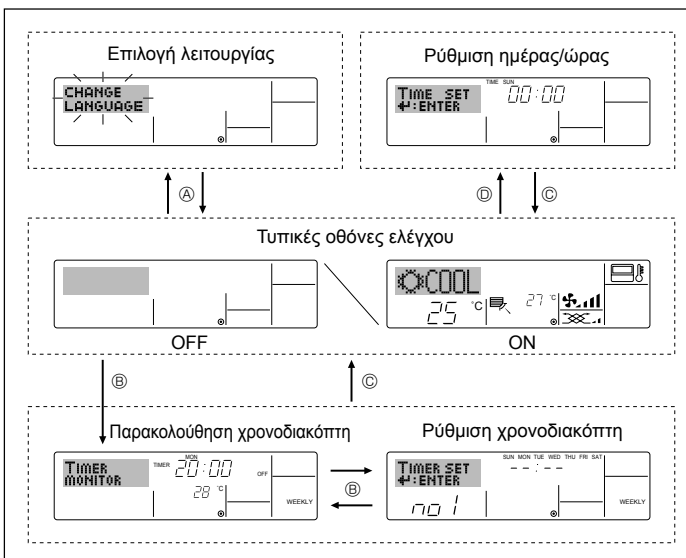 Επιλογή λειτουργίας
CHANGE
LANGUAGE
Ρύθμιση ημέρας/ώρας
TIME SUN
TIME SET
↵:ENTER
00:00
Ⓐ
Ⓓ
Ⓒ
Τυπικές οθόνες ελέγχου
OFF
COOL
25 °C
27 °C
ON
Ⓑ
Ⓒ
Παρακολούθηση χρονοδιακόπτη
TIMER
MONITOR
TIMER
MON
20:00
OFF
28 °C
WEEKLY
Ⓑ
Ρύθμιση χρονοδιακόπτη
TIMER SET
↵:ENTER
SUN MON TUE WED THU FRI SAT
--:--
no 1
WEEKLY